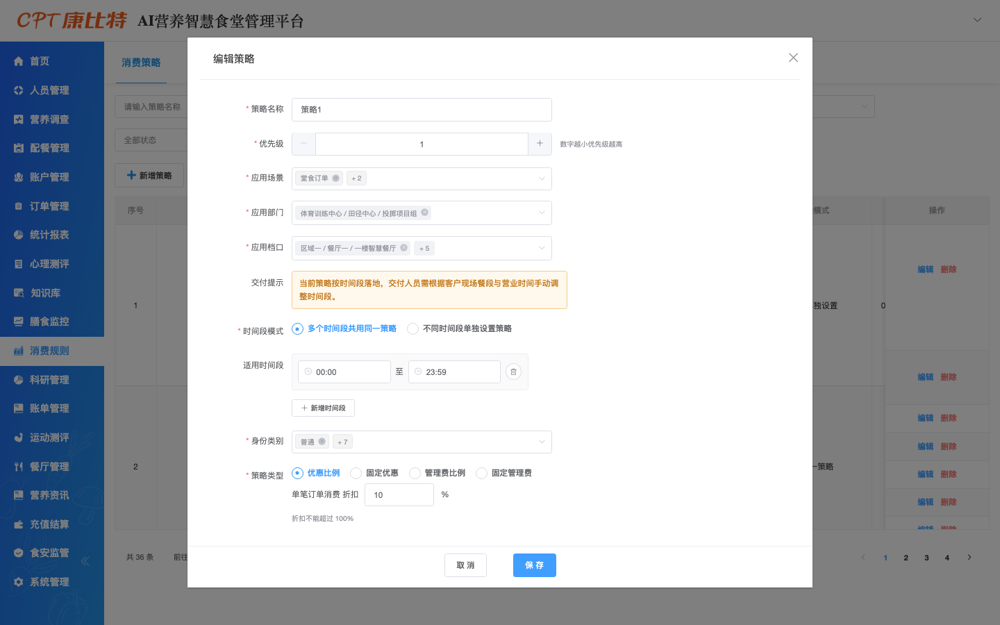 CPT 康比特 AI营养智慧食堂管理平台
首页
人员管理
营养调查
配餐管理
账户管理
订单管理
统计报表
心理测评
知识库
膳食监控
消费规则
科研管理
账单管理
运动测评
餐厅管理
营养资讯
充值结算
食安监管
系统管理
消费策略
请输入策略名称
全部状态
新增策略
序号
模式
操作
1
独设置
0
编辑 删除
编辑 删除
2
一策略
编辑 删除
编辑 删除
编辑 删除
编辑 删除
编辑 删除
共 36 条
前往
1 2 3 4
编辑策略
* 策略名称 策略1
* 优先级 1 数字越小优先级越高
* 应用场景 堂食订单 + 2
* 应用部门 体育训练中心 / 田径中心 / 投掷项目组
* 应用档口 区域一 / 餐厅一 / 一楼智慧餐厅 + 5
交付提示
当前策略按时间段落地，交付人员需根据客户现场餐段与营业时间手动调
整时间段。
* 时间段模式 多个时间段共用同一策略 不同时间段单独设置策略
适用时间段 00:00 至 23:59
新增时间段
* 身份类别 普通 + 7
* 策略类型 优惠比例 固定优惠 管理费比例 固定管理费
单笔订单消费 折扣 10 %
折扣不能超过 100%
取 消 保 存